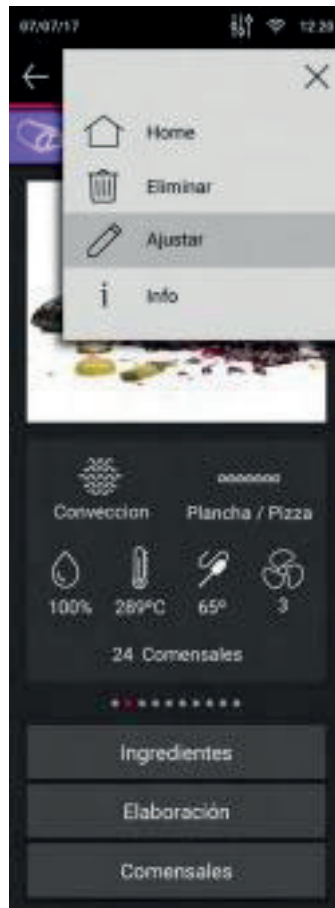 07/07/17 12.20
Home
Eliminar
Ajustar
Info
Conveccion Plancha / Pizza
100% 289ºC 65º 3
24 Comensales
Ingredientes
Elaboración
Comensales